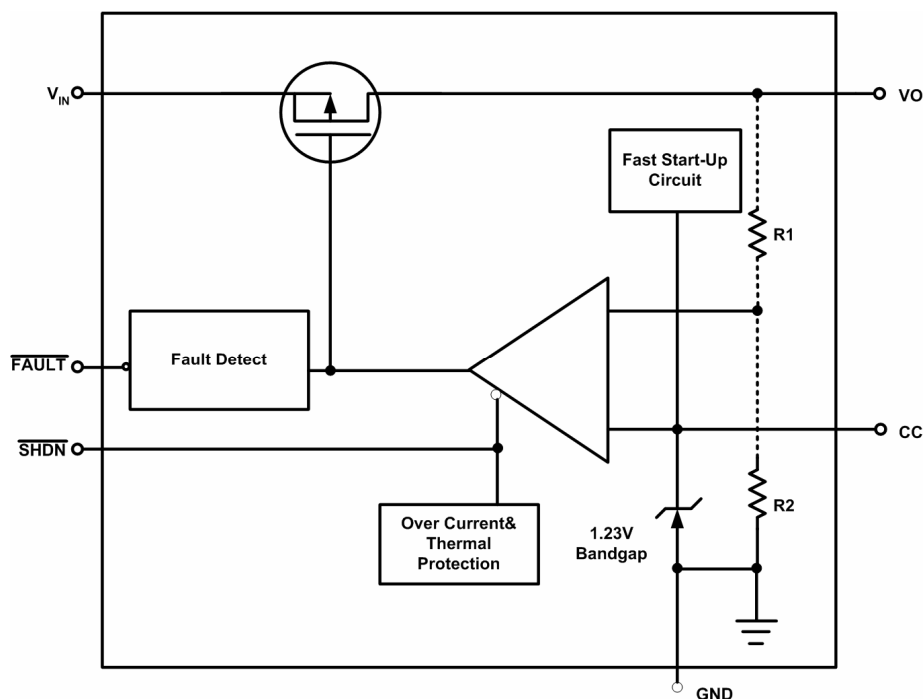 VIN
VO
Fast Start-Up
Circuit
R1
FAULT
Fault Detect
SHDN
CC
Over Current&
Thermal
Protection
1.23V
Bandgap
R2
GND